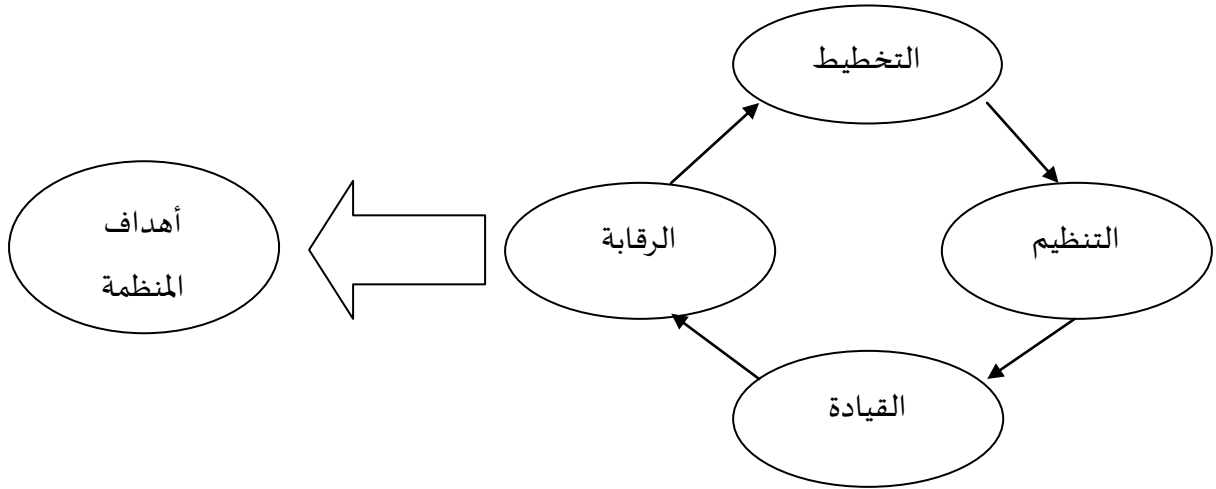 التخطيط
التنظيم
الرقابة
أهداف
المنظمة
القيادة